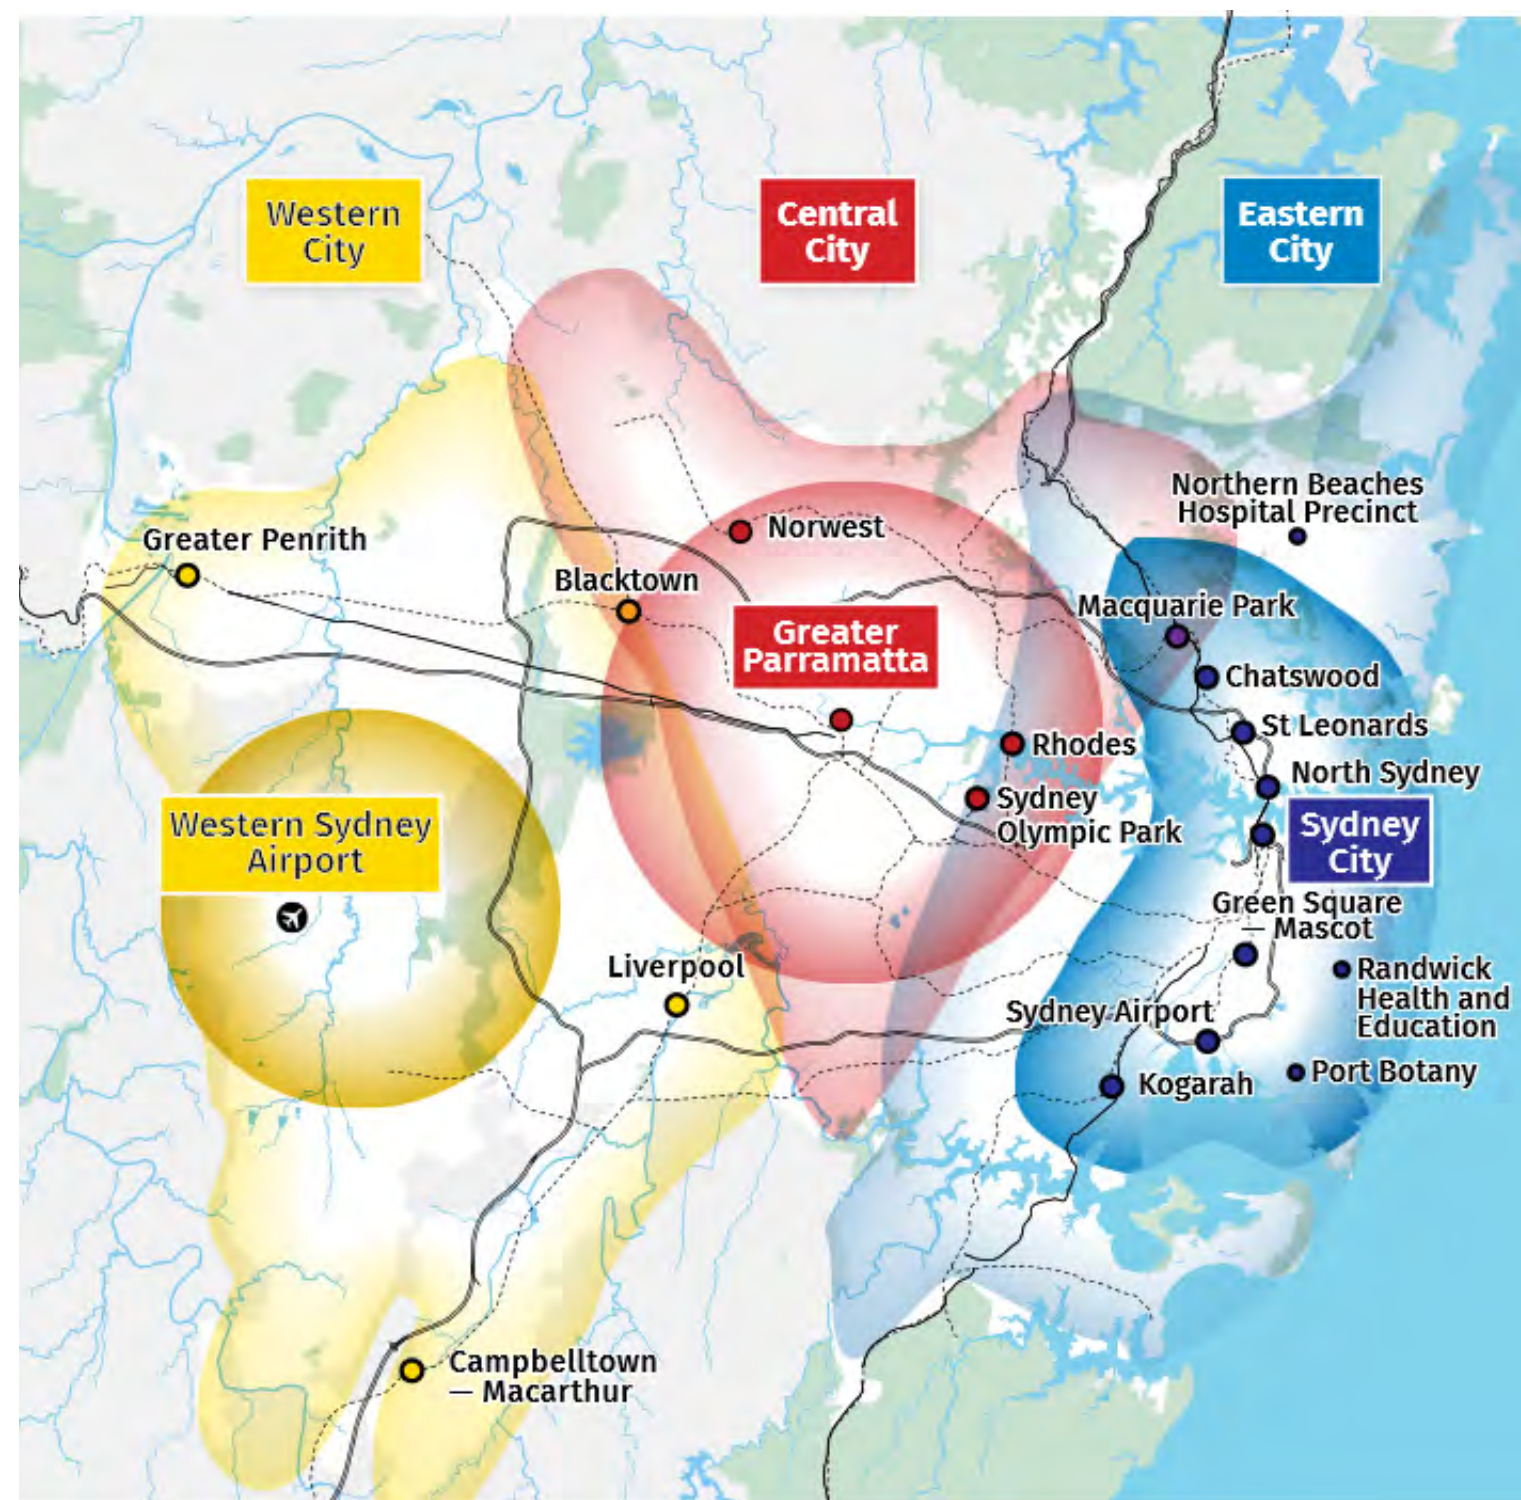 Western
City
Central
City
Eastern
City
Northern Beaches
Hospital Precinct
Norwest
Greater Penrith
Blacktown
Macquarie Park
Greater
Parramatta
Chatswood
St Leonards
Rhodes
North Sydney
Sydney
Olympic Park
Western Sydney
Airport
Sydney
City
Green Square
— Mascot
Liverpool
Randwick
Health and
Education
Sydney Airport
Port Botany
Kogarah
Campbelltown
— Macarthur